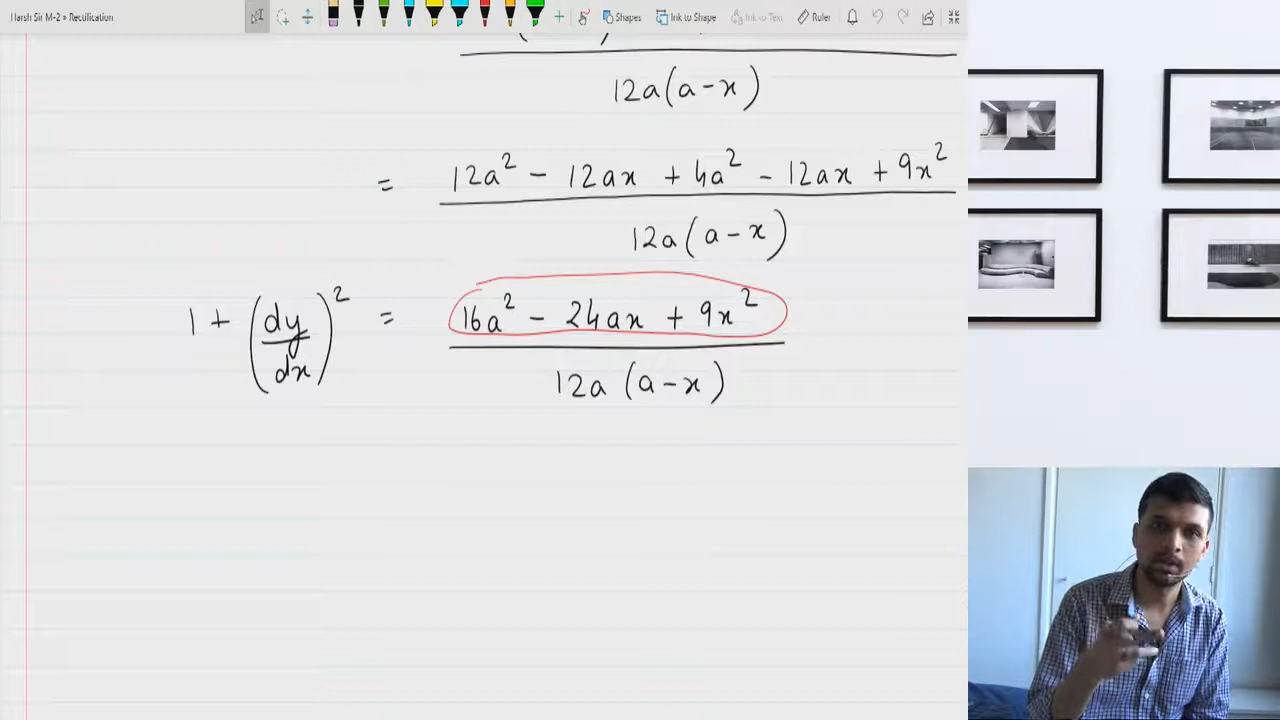 Harsh Sir M-2 » Rectification
Shapes Ink to Shape Ink to Text Ruler
12a(a-x)
= 12a² - 12ax + 4a² - 12ax + 9x²
12a(a-x)
1 + (dy/dx)² = 16a² - 24ax + 9x²
12a (a-x)